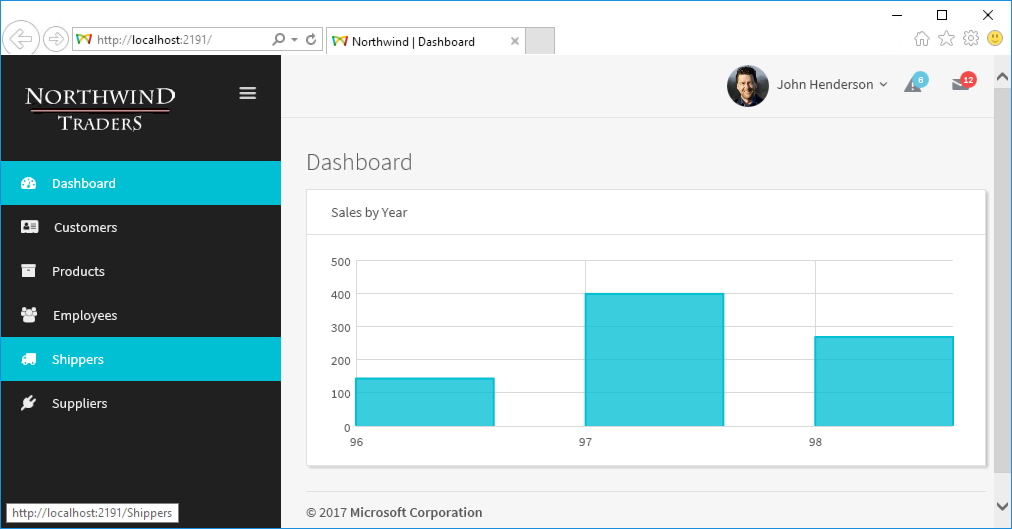 http://localhost:2191/
Northwind | Dashboard
NORTHWIND
TRADERS
John Henderson
6
12
Dashboard
Customers
Products
Employees
Shippers
Suppliers
Dashboard
Sales by Year
500
400
300
200
100
0
96 97 98
© 2017 Microsoft Corporation
http://localhost:2191/Shippers